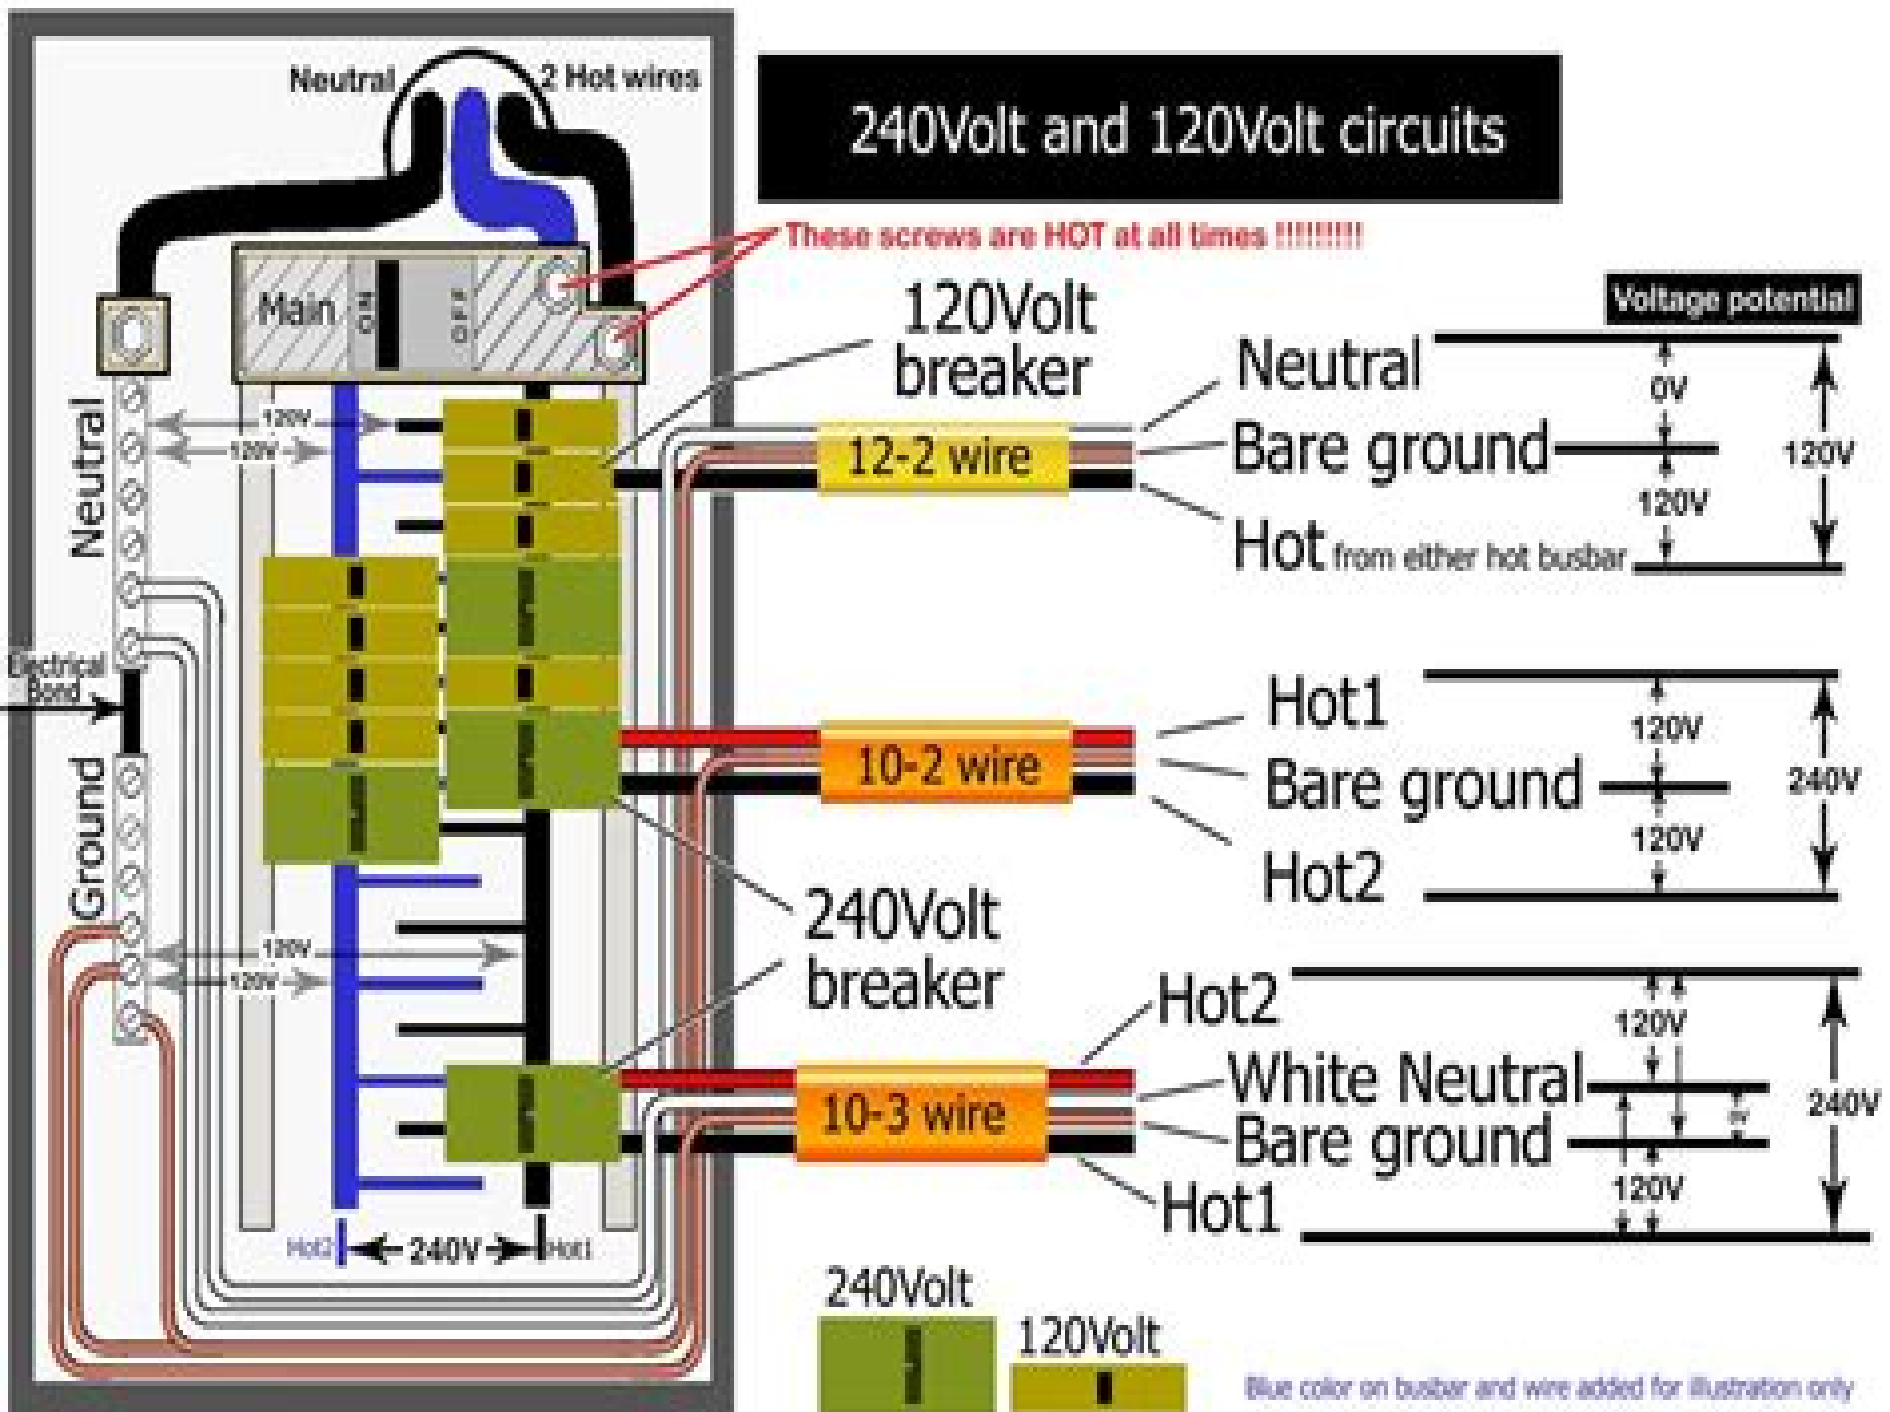 Neutral
2 Hot wires
240Volt and 120Volt circuits
These screws are HOT at all times !!!!!!!!!
Main
ON
OFF
120Volt
breaker
Voltage potential
Neutral
120V
120V
12-2 wire
Neutral
Bare ground
Hot from either hot busbar
0V
120V
120V
Electrical
Bond
10-2 wire
Hot1
Bare ground
Hot2
120V
120V
240V
Ground
120V
120V
240Volt
breaker
10-3 wire
Hot2
White Neutral
Bare ground
Hot1
120V
120V
240V
Hot2
240V
Hot1
240Volt
120Volt
Blue color on busbar and wire added for illustration only